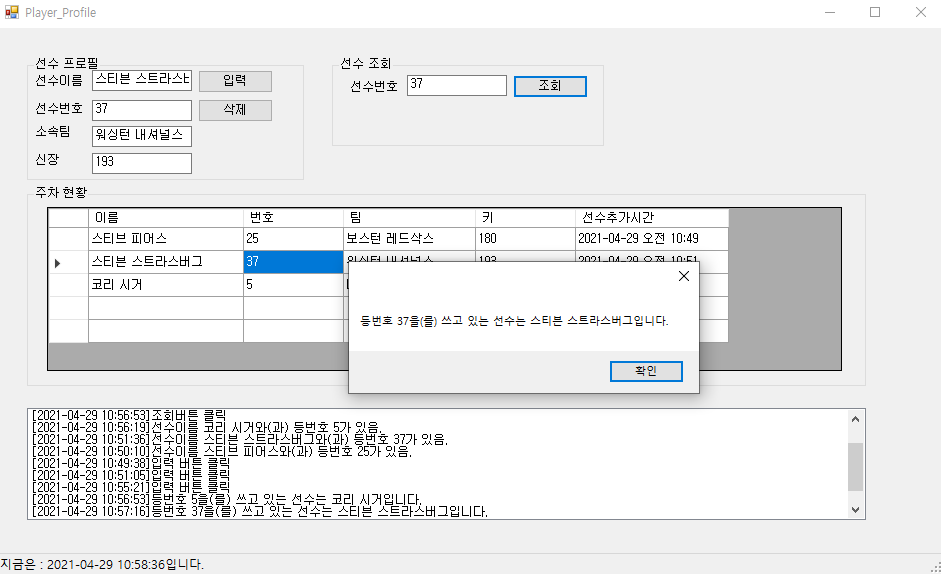 Player_Profile
선수 프로필
선수이름 스티븐 스트라스버 입력
선수번호 37 삭제
소속팀 워싱턴 내셔널스
신장 193
선수 조회
선수번호 37 조회
주차 현황
이름 번호 팀 키 선수추가시간
스티브 피어스 25 보스턴 레드삭스 180 2021-04-29 오전 10:49
스티븐 스트라스버그 37 워싱턴 내셔널스 193 2021-04-29 오전 10:51
코리 시거 5
등번호 37을(를) 쓰고 있는 선수는 스티븐 스트라스버그입니다.
확인
[2021-04-29 10:56:53]조회버튼 클릭
[2021-04-29 10:56:19]선수이름 코리 시거와(과) 등번호 5가 있음.
[2021-04-29 10:51:36]선수이름 스티븐 스트라스버그와(과) 등번호 37가 있음.
[2021-04-29 10:50:10]선수이름 스티브 피어스와(과) 등번호 25가 있음.
[2021-04-29 10:49:38]입력 버튼 클릭
[2021-04-29 10:51:05]입력 버튼 클릭
[2021-04-29 10:55:21]입력 버튼 클릭
[2021-04-29 10:56:53]등번호 5을(를) 쓰고 있는 선수는 코리 시거입니다.
[2021-04-29 10:57:16]등번호 37을(를) 쓰고 있는 선수는 스티븐 스트라스버그입니다.
지금은 : 2021-04-29 10:58:36입니다.